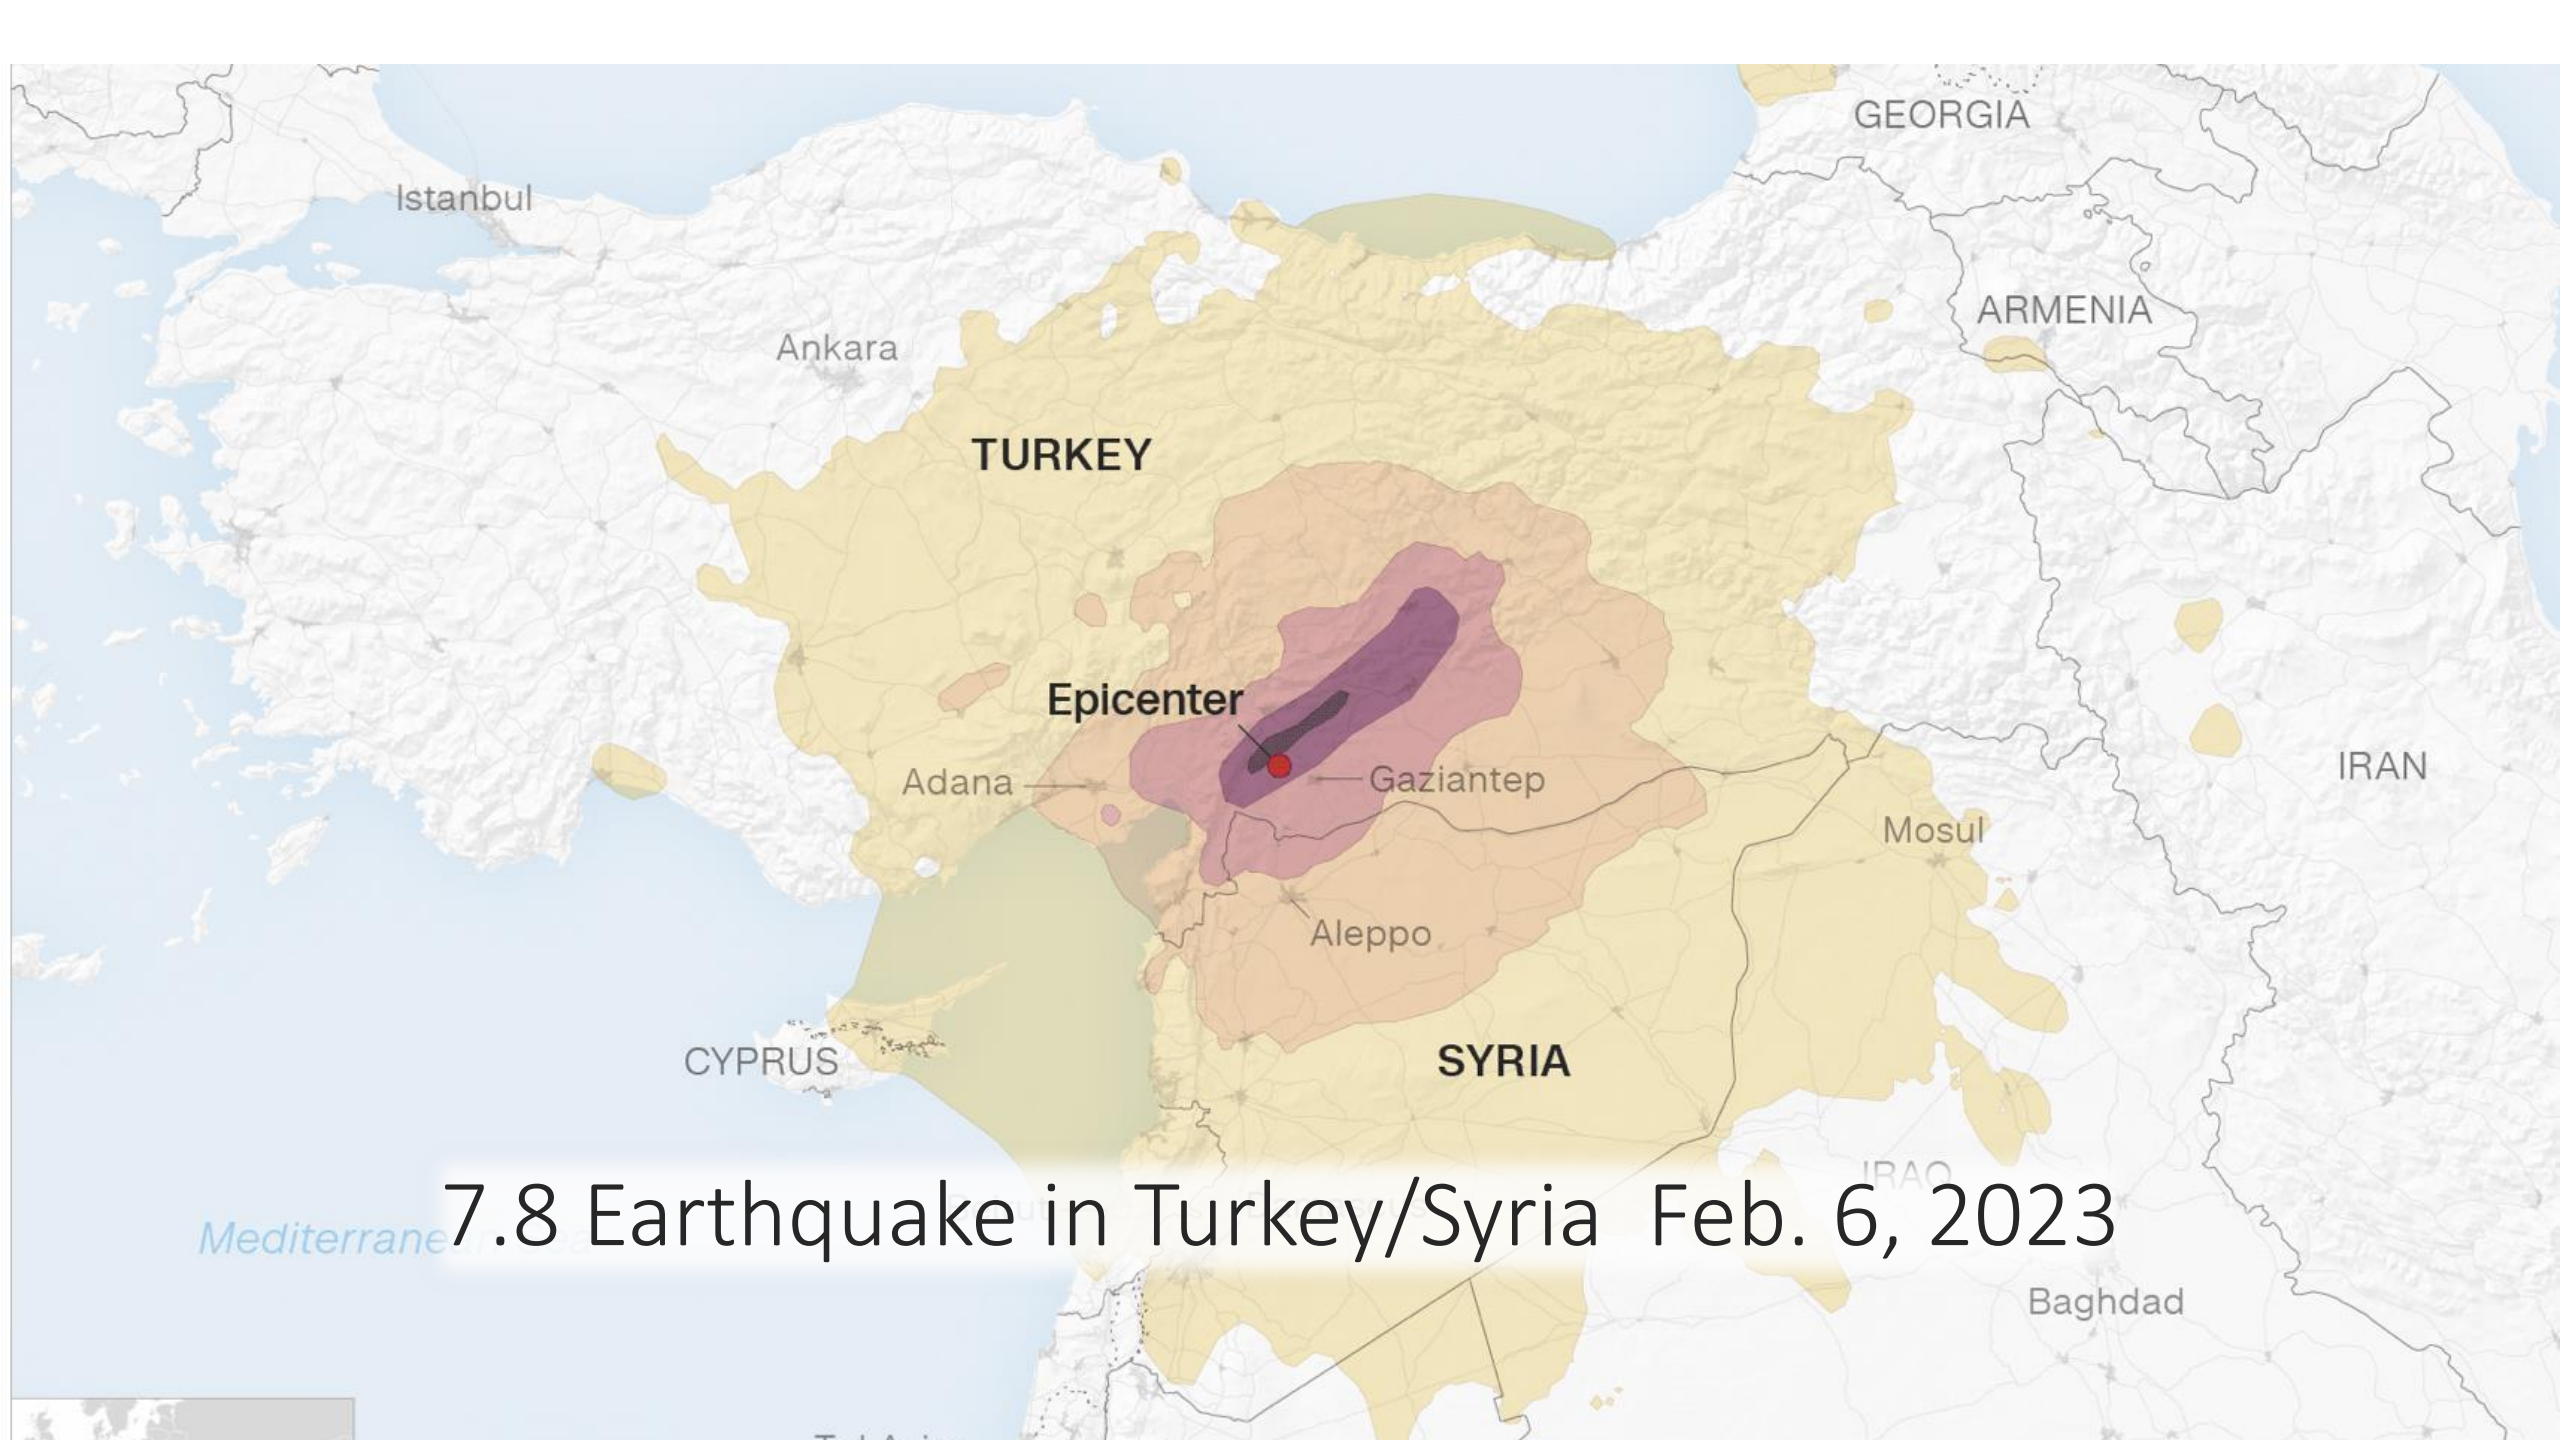 GEORGIA
Istanbul
ARMENIA
Ankara
TURKEY
Epicenter
Adana
Gaziantep
IRAN
Mosul
Aleppo
CYPRUS
SYRIA
IRAQ
7.8 Earthquake in Turkey/Syria  Feb. 6, 2023
Baghdad